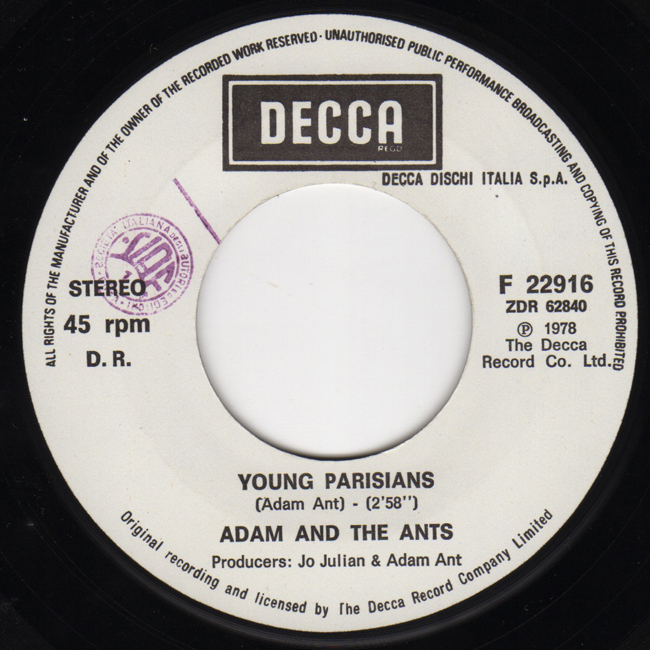 ALL RIGHTS OF THE MANUFACTURER AND OF THE OWNER OF THE RECORDED WORK RESERVED · UNAUTHORISED PUBLIC PERFORMANCE BROADCASTING AND COPYING OF THIS RECORD PROHIBITED
DECCA
REGD
DECCA DISCHI ITALIA S.p.A.
STEREO
45 rpm
D. R.
F 22916
ZDR 62840
℗ 1978
The Decca
Record Co. Ltd.
YOUNG PARISIANS
(Adam Ant) - (2'58'')
ADAM AND THE ANTS
Producers: Jo Julian & Adam Ant
Original recording and licensed by The Decca Record Company Limited